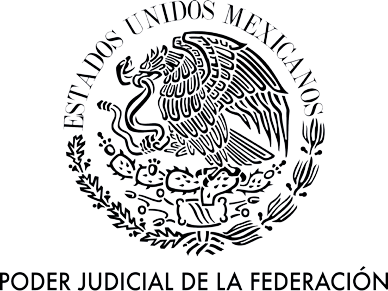 ESTADOS UNIDOS MEXICANOS
PODER JUDICIAL DE LA FEDERACIÓN